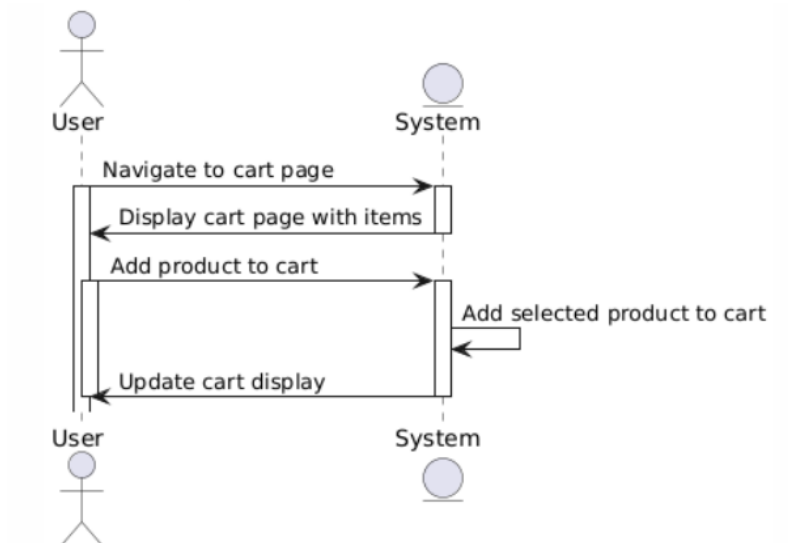 User
System
Navigate to cart page
Display cart page with items
Add product to cart
Add selected product to cart
Update cart display
User
System